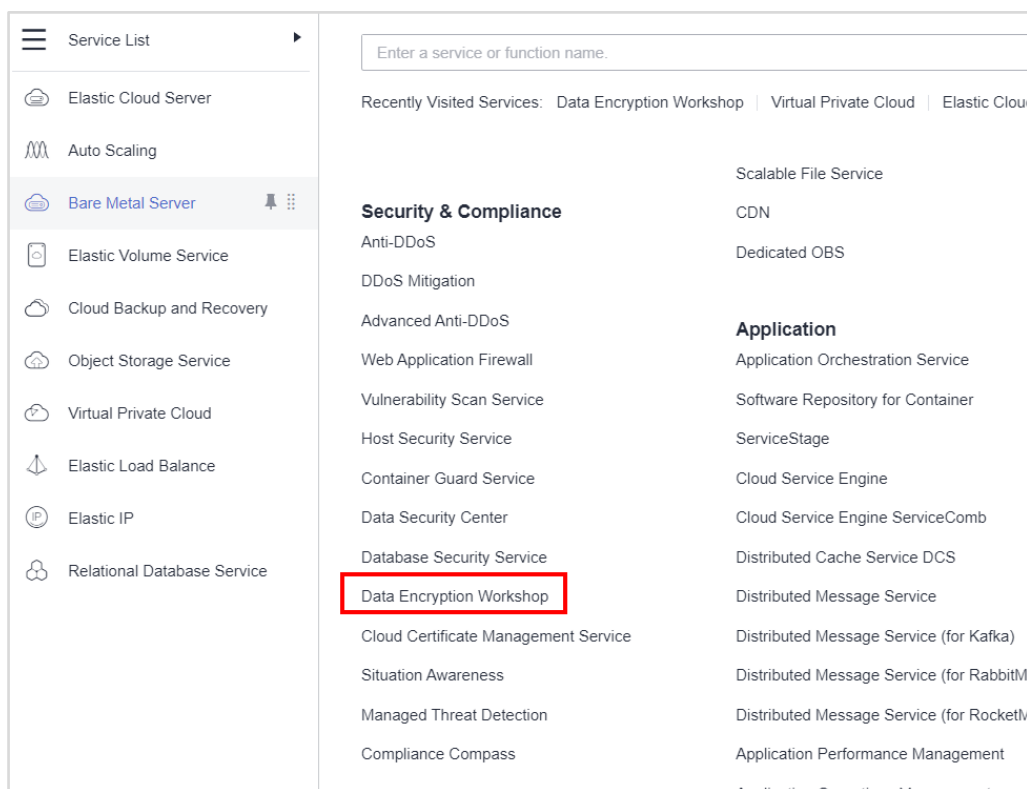 Service List
Elastic Cloud Server
Auto Scaling
Bare Metal Server
Elastic Volume Service
Cloud Backup and Recovery
Object Storage Service
Virtual Private Cloud
Elastic Load Balance
Elastic IP
Relational Database Service
Enter a service or function name.
Recently Visited Services: Data Encryption Workshop | Virtual Private Cloud | Elastic Clou
Security & Compliance
Anti-DDoS
DDoS Mitigation
Advanced Anti-DDoS
Web Application Firewall
Vulnerability Scan Service
Host Security Service
Container Guard Service
Data Security Center
Database Security Service
Data Encryption Workshop
Cloud Certificate Management Service
Situation Awareness
Managed Threat Detection
Compliance Compass
Scalable File Service
CDN
Dedicated OBS
Application
Application Orchestration Service
Software Repository for Container
ServiceStage
Cloud Service Engine
Cloud Service Engine ServiceComb
Distributed Cache Service DCS
Distributed Message Service
Distributed Message Service (for Kafka)
Distributed Message Service (for RabbitM
Distributed Message Service (for RocketM
Application Performance Management